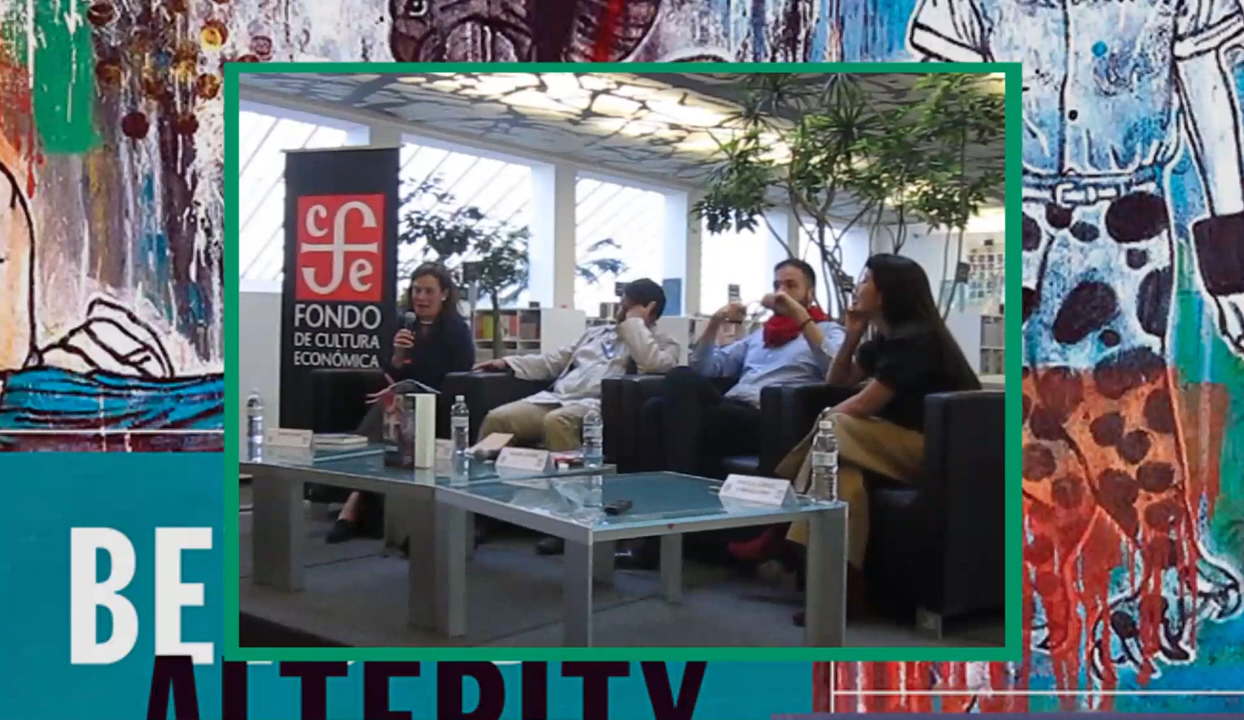 cfe
FONDO
DE CULTURA
ECONÓMICA
BE
ALTERITY